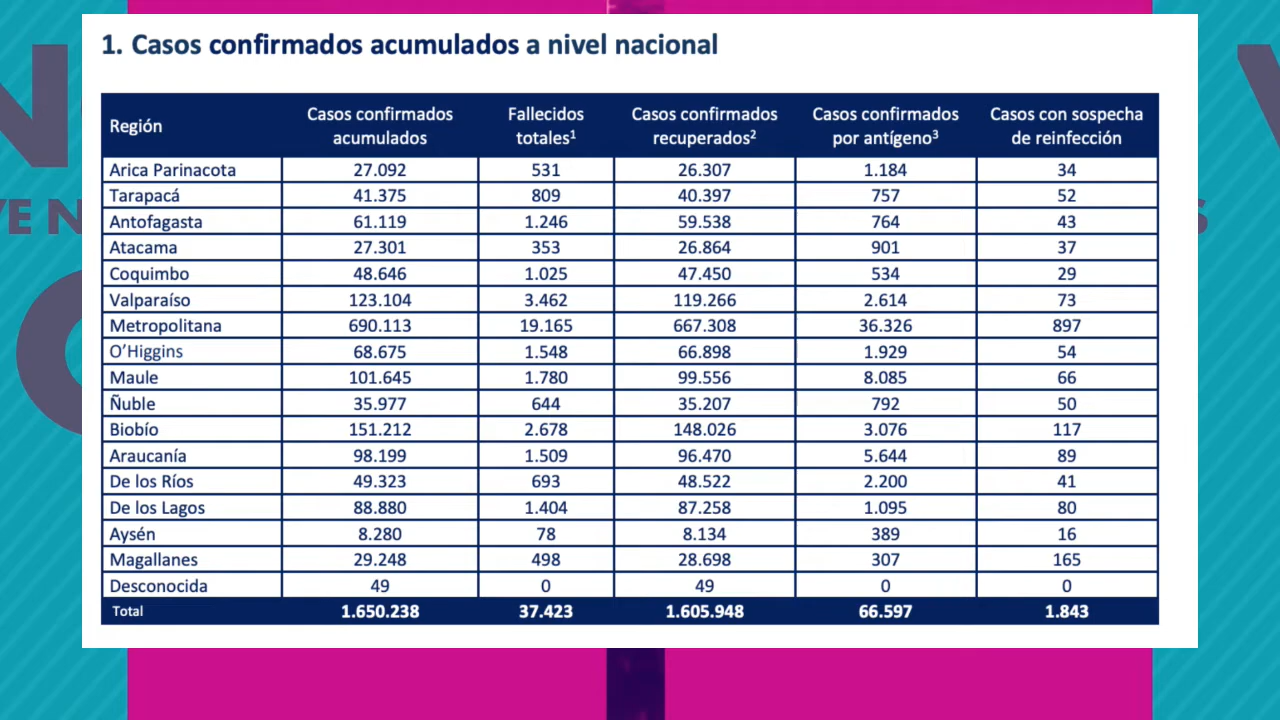 1. Casos confirmados acumulados a nivel nacional
Región Casos confirmados acumulados Fallecidos totales¹ Casos confirmados recuperados² Casos confirmados por antígeno³ Casos con sospecha de reinfección
Arica Parinacota 27.092 531 26.307 1.184 34
Tarapacá 41.375 809 40.397 757 52
Antofagasta 61.119 1.246 59.538 764 43
Atacama 27.301 353 26.864 901 37
Coquimbo 48.646 1.025 47.450 534 29
Valparaíso 123.104 3.462 119.266 2.614 73
Metropolitana 690.113 19.165 667.308 36.326 897
O’Higgins 68.675 1.548 66.898 1.929 54
Maule 101.645 1.780 99.556 8.085 66
Ñuble 35.977 644 35.207 792 50
Biobío 151.212 2.678 148.026 3.076 117
Araucanía 98.199 1.509 96.470 5.644 89
De los Ríos 49.323 693 48.522 2.200 41
De los Lagos 88.880 1.404 87.258 1.095 80
Aysén 8.280 78 8.134 389 16
Magallanes 29.248 498 28.698 307 165
Desconocida 49 0 49 0 0
Total 1.650.238 37.423 1.605.948 66.597 1.843